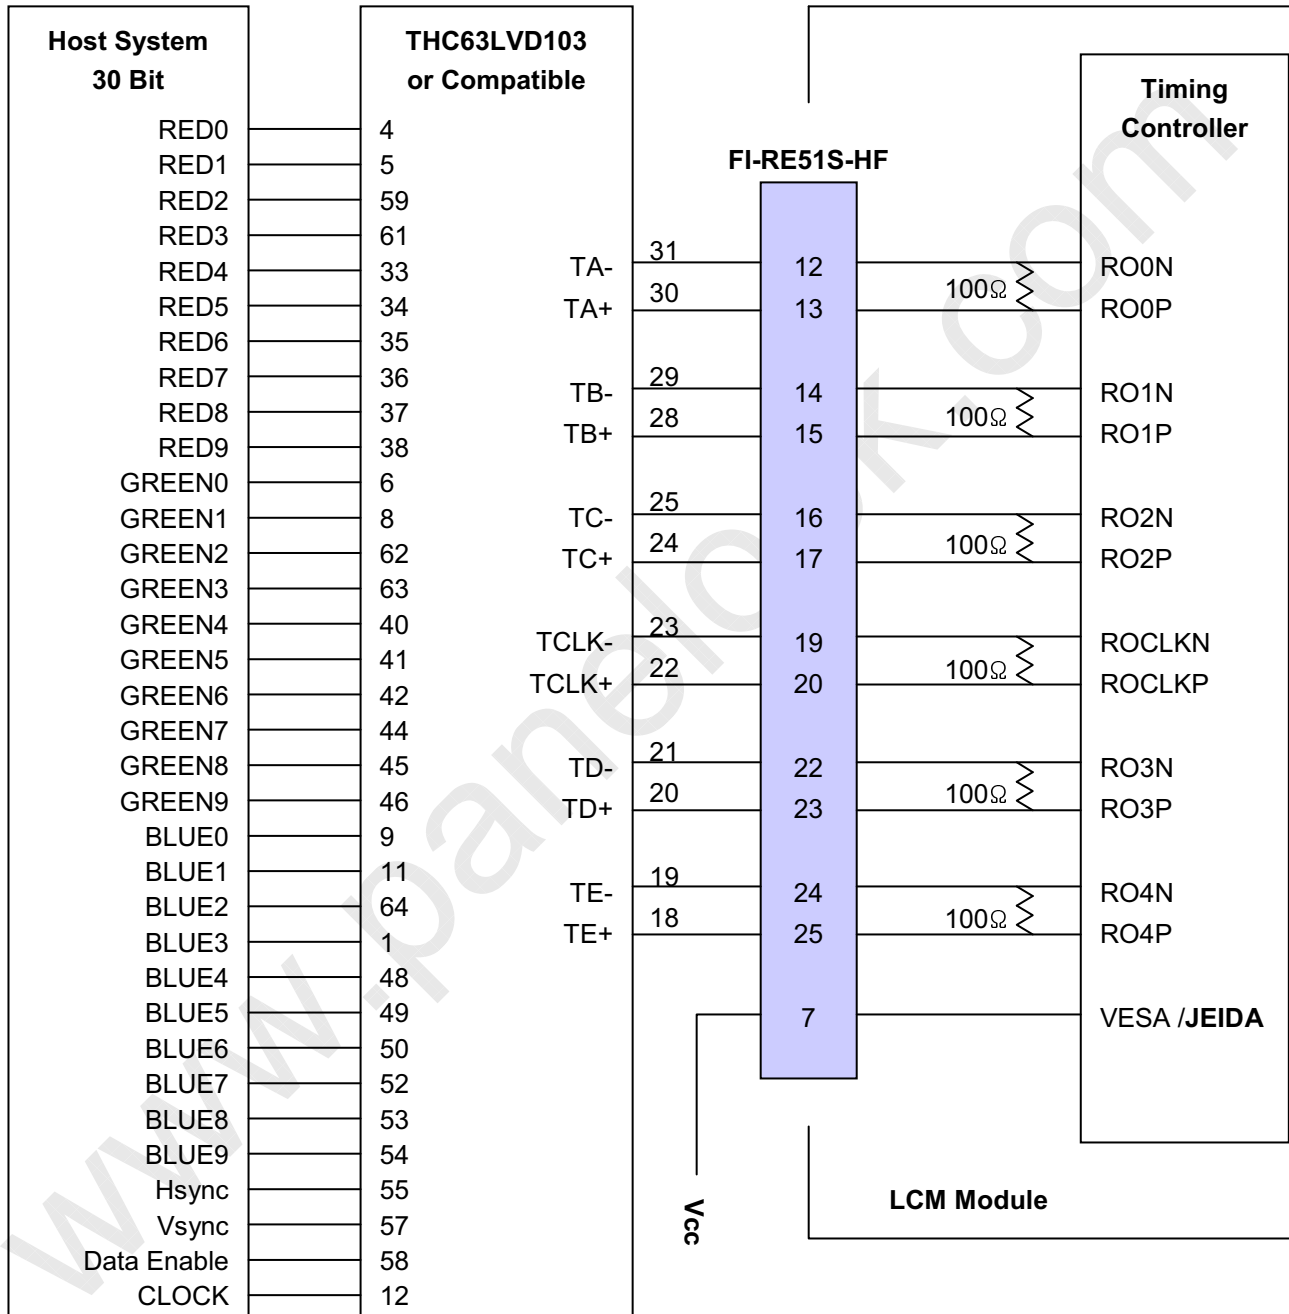 Host System
30 Bit
RED0
RED1
RED2
RED3
RED4
RED5
RED6
RED7
RED8
RED9
GREEN0
GREEN1
GREEN2
GREEN3
GREEN4
GREEN5
GREEN6
GREEN7
GREEN8
GREEN9
BLUE0
BLUE1
BLUE2
BLUE3
BLUE4
BLUE5
BLUE6
BLUE7
BLUE8
BLUE9
Hsync
Vsync
Data Enable
CLOCK
THC63LVD103
or Compatible
4
5
59
61
33
34
35
36
37
38
6
8
62
63
40
41
42
44
45
46
9
11
64
1
48
49
50
52
53
54
55
57
58
12
TA- 31
TA+ 30
TB- 29
TB+ 28
TC- 25
TC+ 24
TCLK- 23
TCLK+ 22
TD- 21
TD+ 20
TE- 19
TE+ 18
Vcc
FI-RE51S-HF
12
13
14
15
16
17
19
20
22
23
24
25
7
100Ω
100Ω
100Ω
100Ω
100Ω
100Ω
Timing
Controller
RO0N
RO0P
RO1N
RO1P
RO2N
RO2P
ROCLKN
ROCLKP
RO3N
RO3P
RO4N
RO4P
VESA /JEIDA
LCM Module
www.panelook.com